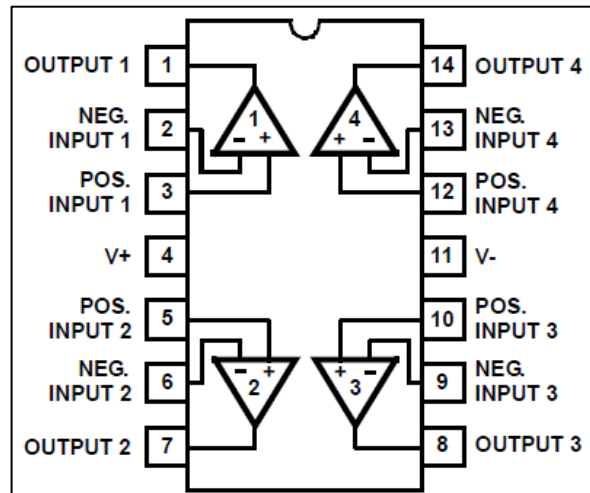 OUTPUT 1 1 14 OUTPUT 4
1 4
NEG. NEG.
INPUT 1 2 - + + - 13 INPUT 4
POS. POS.
INPUT 1 3 12 INPUT 4
V+ 4 11 V-
POS. POS.
INPUT 2 5 10 INPUT 3
NEG. - + + - NEG.
INPUT 2 6 2 3 9 INPUT 3
OUTPUT 2 7 8 OUTPUT 3